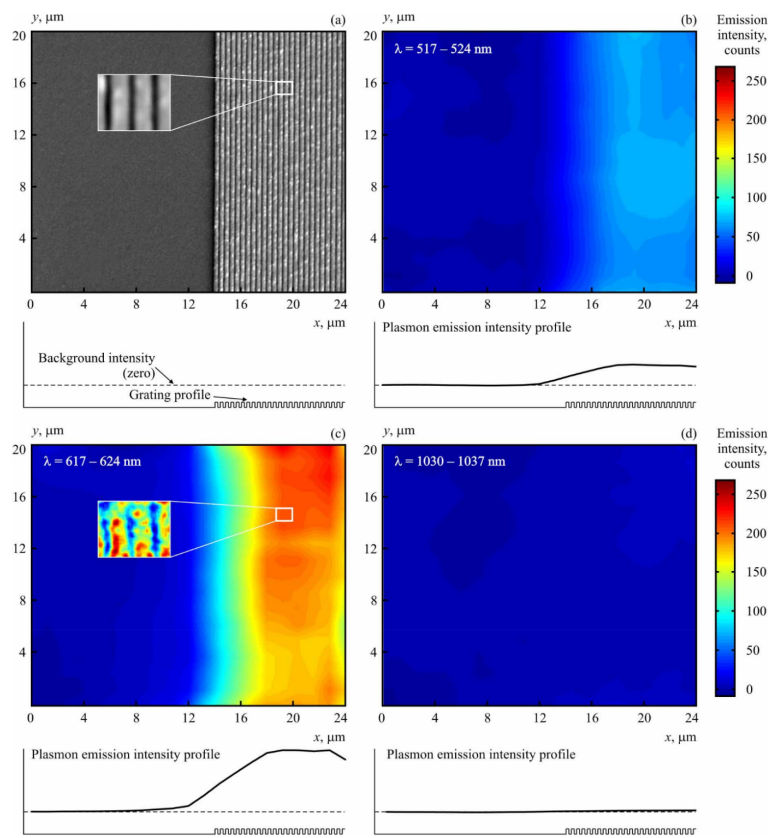 y, μm
(a)
20
16
12
8
4
0
4
8
12
16
20
24
x, μm
Background intensity
(zero)
Grating profile
y, μm
(b)
λ = 517 – 524 nm
20
16
12
8
4
0
4
8
12
16
20
24
x, μm
Plasmon emission intensity profile
Emission
intensity,
counts
250
200
150
100
50
0
y, μm
(c)
λ = 617 – 624 nm
20
16
12
8
4
0
4
8
12
16
20
24
x, μm
Plasmon emission intensity profile
y, μm
(d)
λ = 1030 – 1037 nm
20
16
12
8
4
0
4
8
12
16
20
24
x, μm
Plasmon emission intensity profile
Emission
intensity,
counts
250
200
150
100
50
0